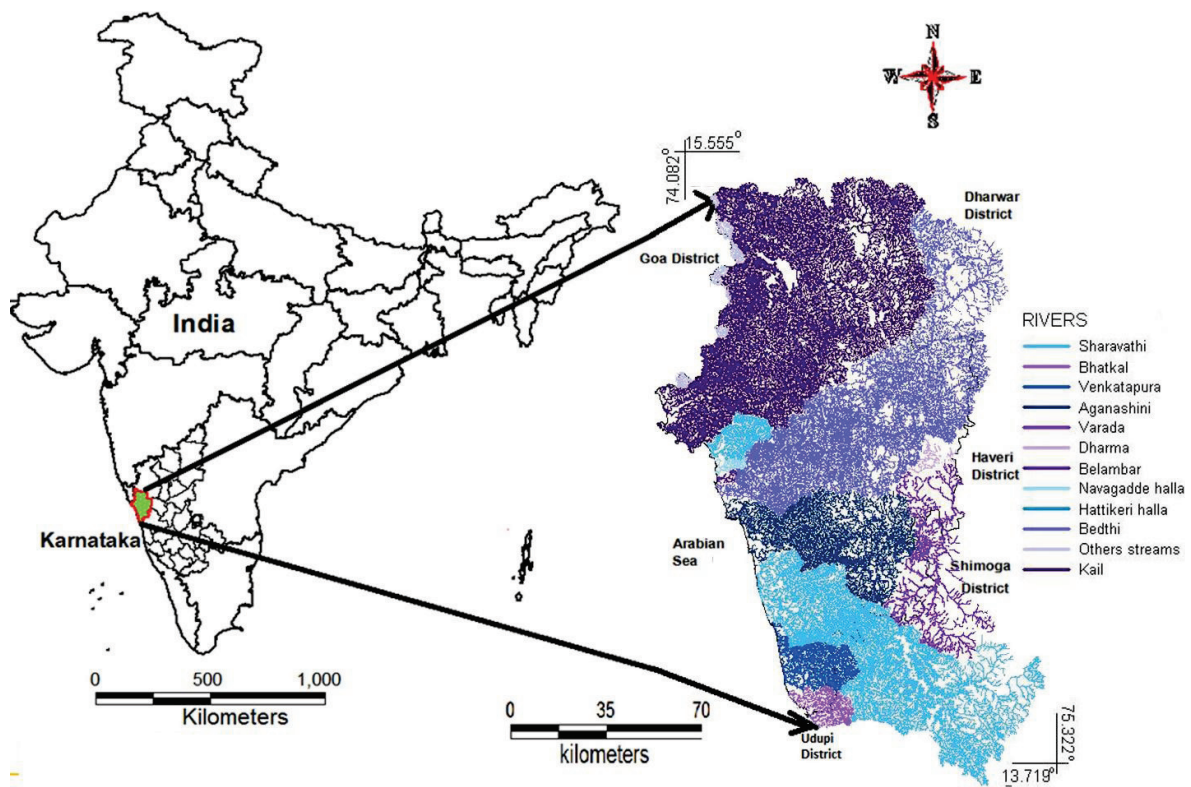 N
W E
S
15.555°
74.082°
Dharwar
District
Goa District
India
RIVERS
Sharavathi
Bhatkal
Venkatapura
Aganashini
Varada
Dharma
Belambar
Navagadde halla
Hattikeri halla
Bedthi
Others streams
Kail
Haveri
District
Karnataka
Arabian
Sea
Shimoga
District
0 500 1,000
Kilometers
0 35 70
kilometers
Udupi
District
75.322°
13.719°